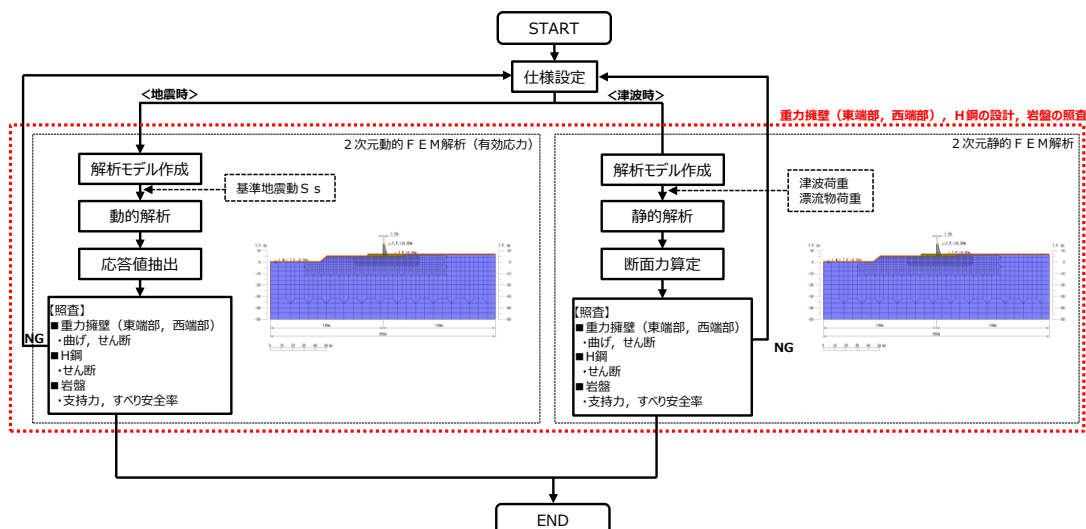 START
仕様設定
＜地震時＞
＜津波時＞
重力擁壁（東端部，西端部），Ｈ鋼の設計，岩盤の照査
２次元動的ＦＥＭ解析（有効応力）
解析モデル作成
基準地震動Ｓｓ
動的解析
応答値抽出
【照査】
■重力擁壁（東端部，西端部）
・曲げ，せん断
■H鋼
・せん断
■岩盤
・支持力，すべり安全率
NG
２次元静的ＦＥＭ解析
解析モデル作成
津波荷重
漂流物荷重
静的解析
断面力算定
【照査】
■重力擁壁（東端部，西端部）
・曲げ，せん断
■H鋼
・せん断
■岩盤
・支持力，すべり安全率
NG
END